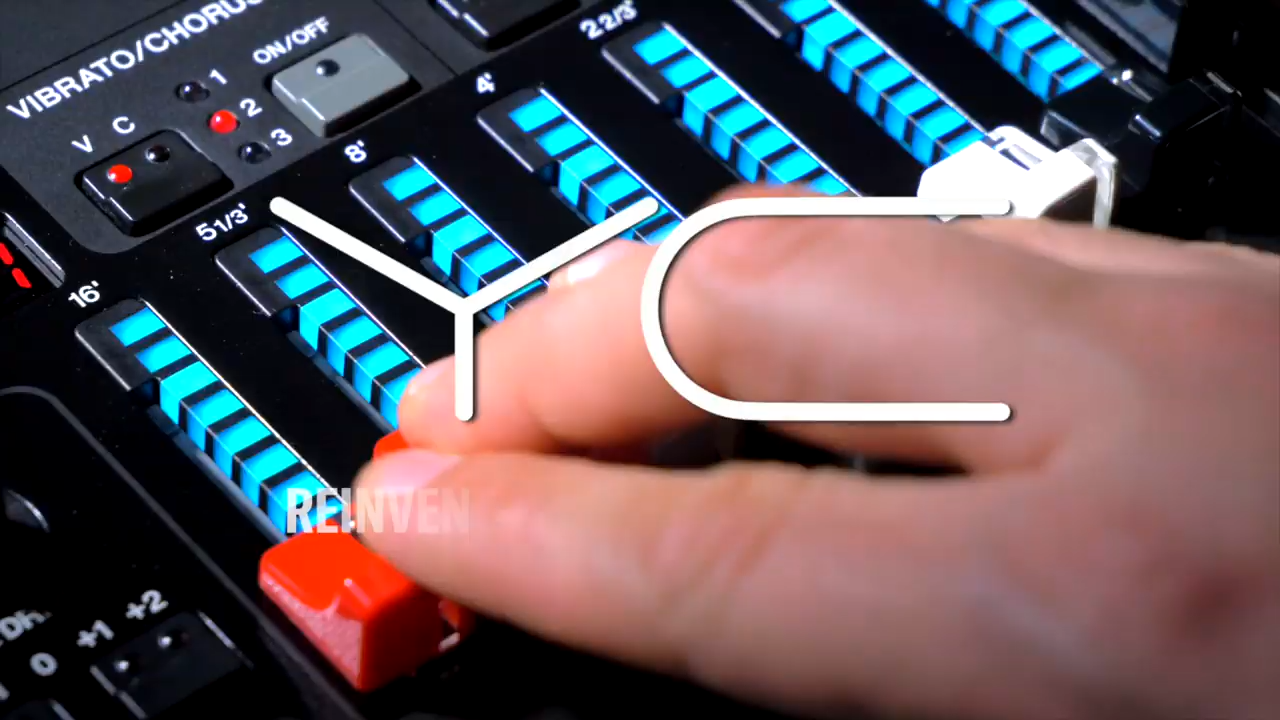 VIBRATO/CHORUS
ON/OFF
V C
1
2
3
2 2/3'
4'
8'
5 1/3'
16'
YC
REINVEN
0 +1 +2